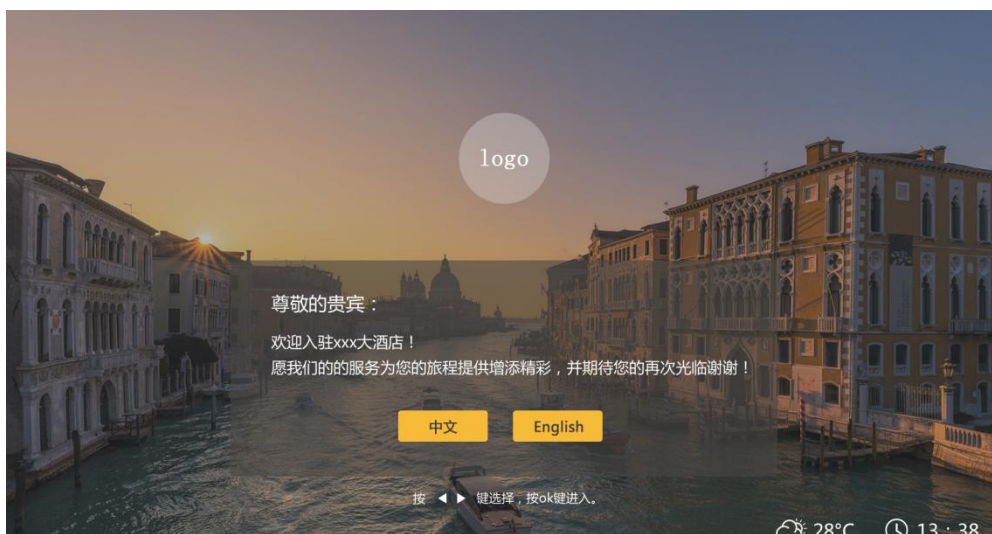 logo
尊敬的贵宾：
欢迎入驻xxx大酒店！
愿我们的的服务为您的旅程提供增添精彩，并期待您的再次光临谢谢！
中文 English
按 ◀ ▶ 键选择，按ok键进入。
28°C 13：38